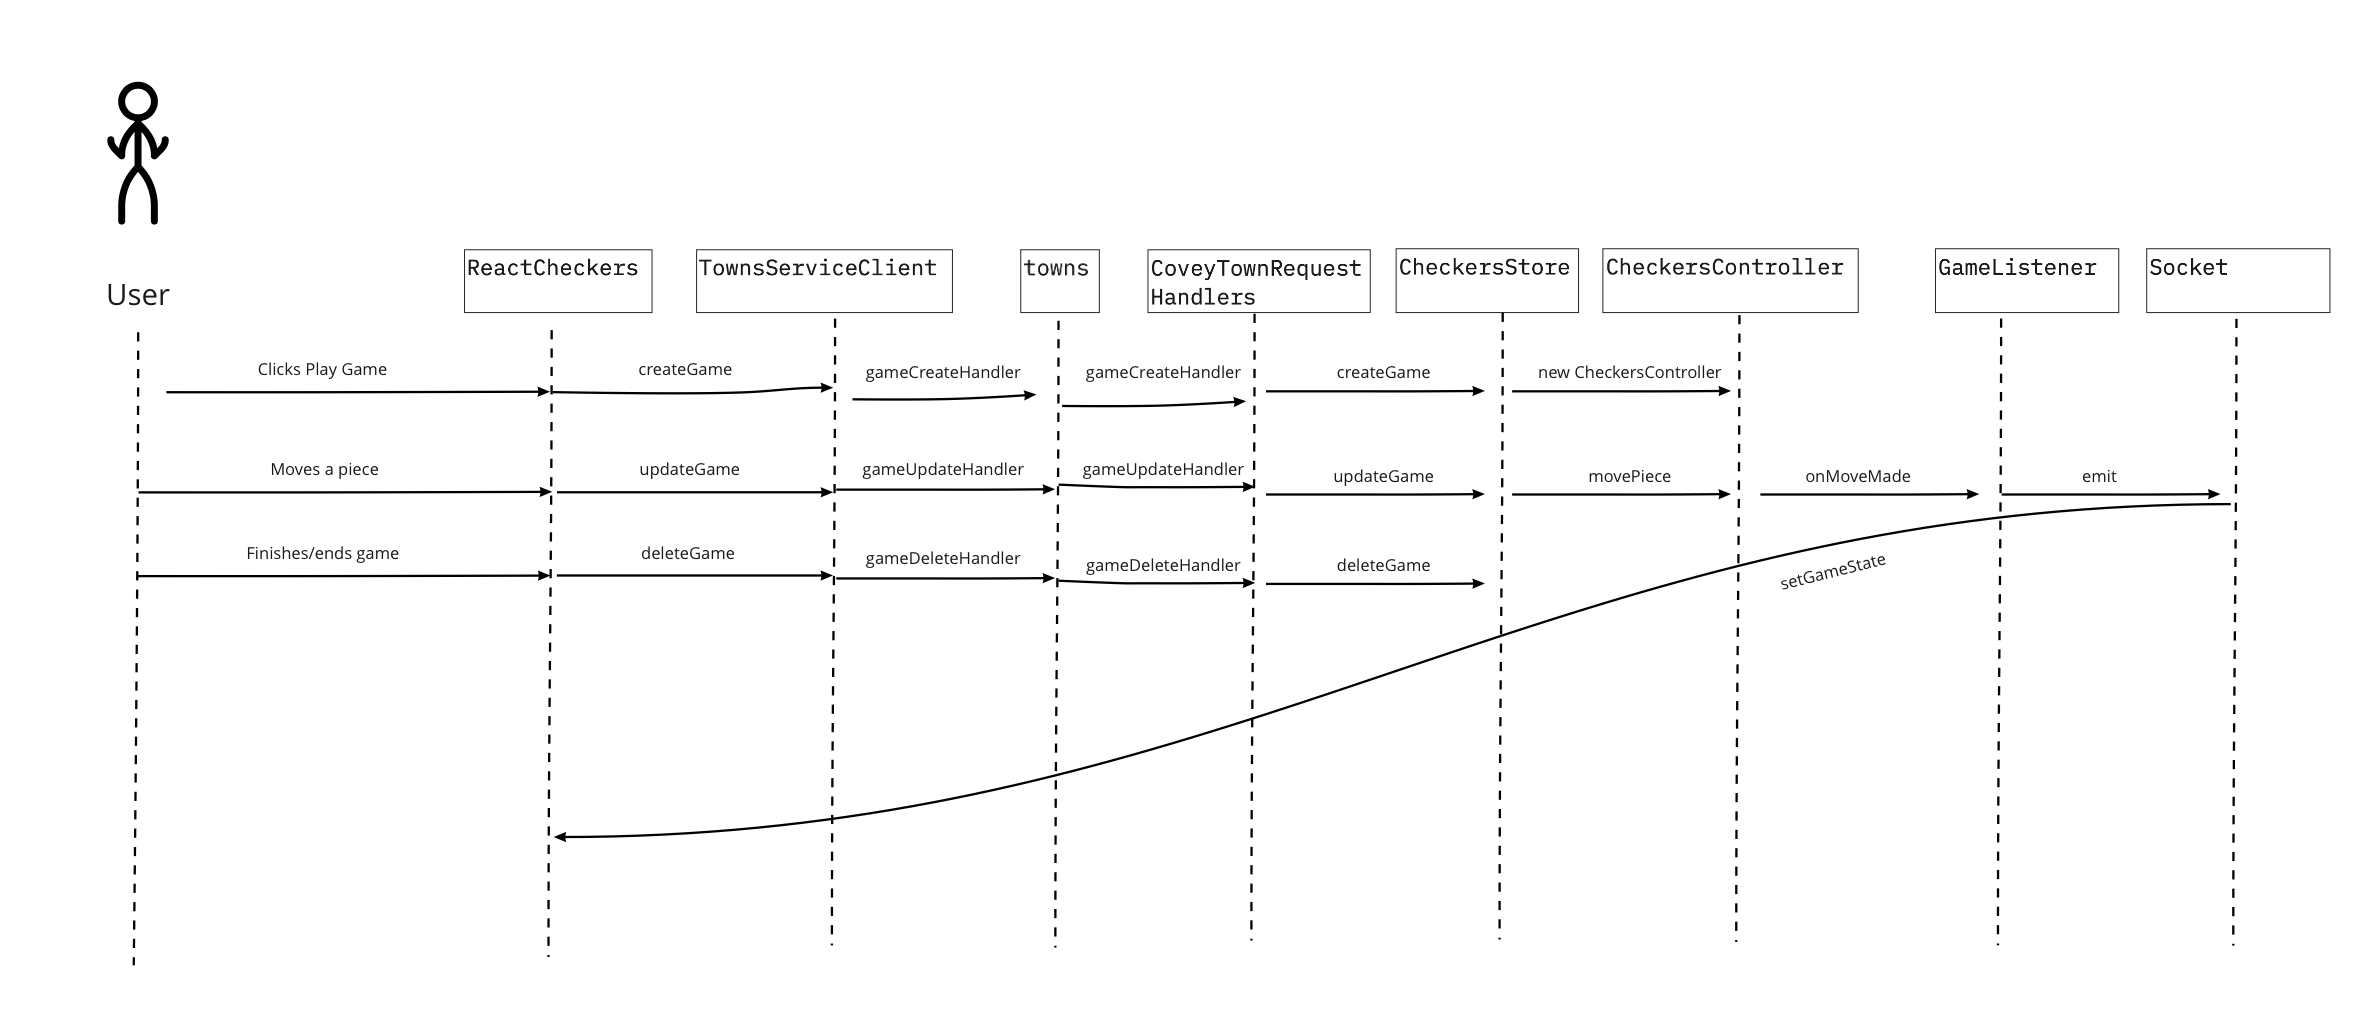 User
ReactCheckers
TownsServiceClient
towns
CoveyTownRequest
Handlers
CheckersStore
CheckersController
GameListener
Socket
Clicks Play Game
createGame
gameCreateHandler
gameCreateHandler
createGame
new CheckersController
Moves a piece
updateGame
gameUpdateHandler
gameUpdateHandler
updateGame
movePiece
onMoveMade
emit
Finishes/ends game
deleteGame
gameDeleteHandler
gameDeleteHandler
deleteGame
setGameState